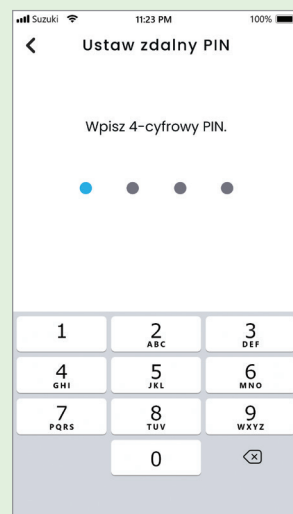 Suzuki 11:23 PM 100%
Ustaw zdalny PIN
Wpisz 4-cyfrowy PIN.
1 2 3
ABC DEF
4 5 6
GHI JKL MNO
7 8 9
PQRS TUV WXYZ
0